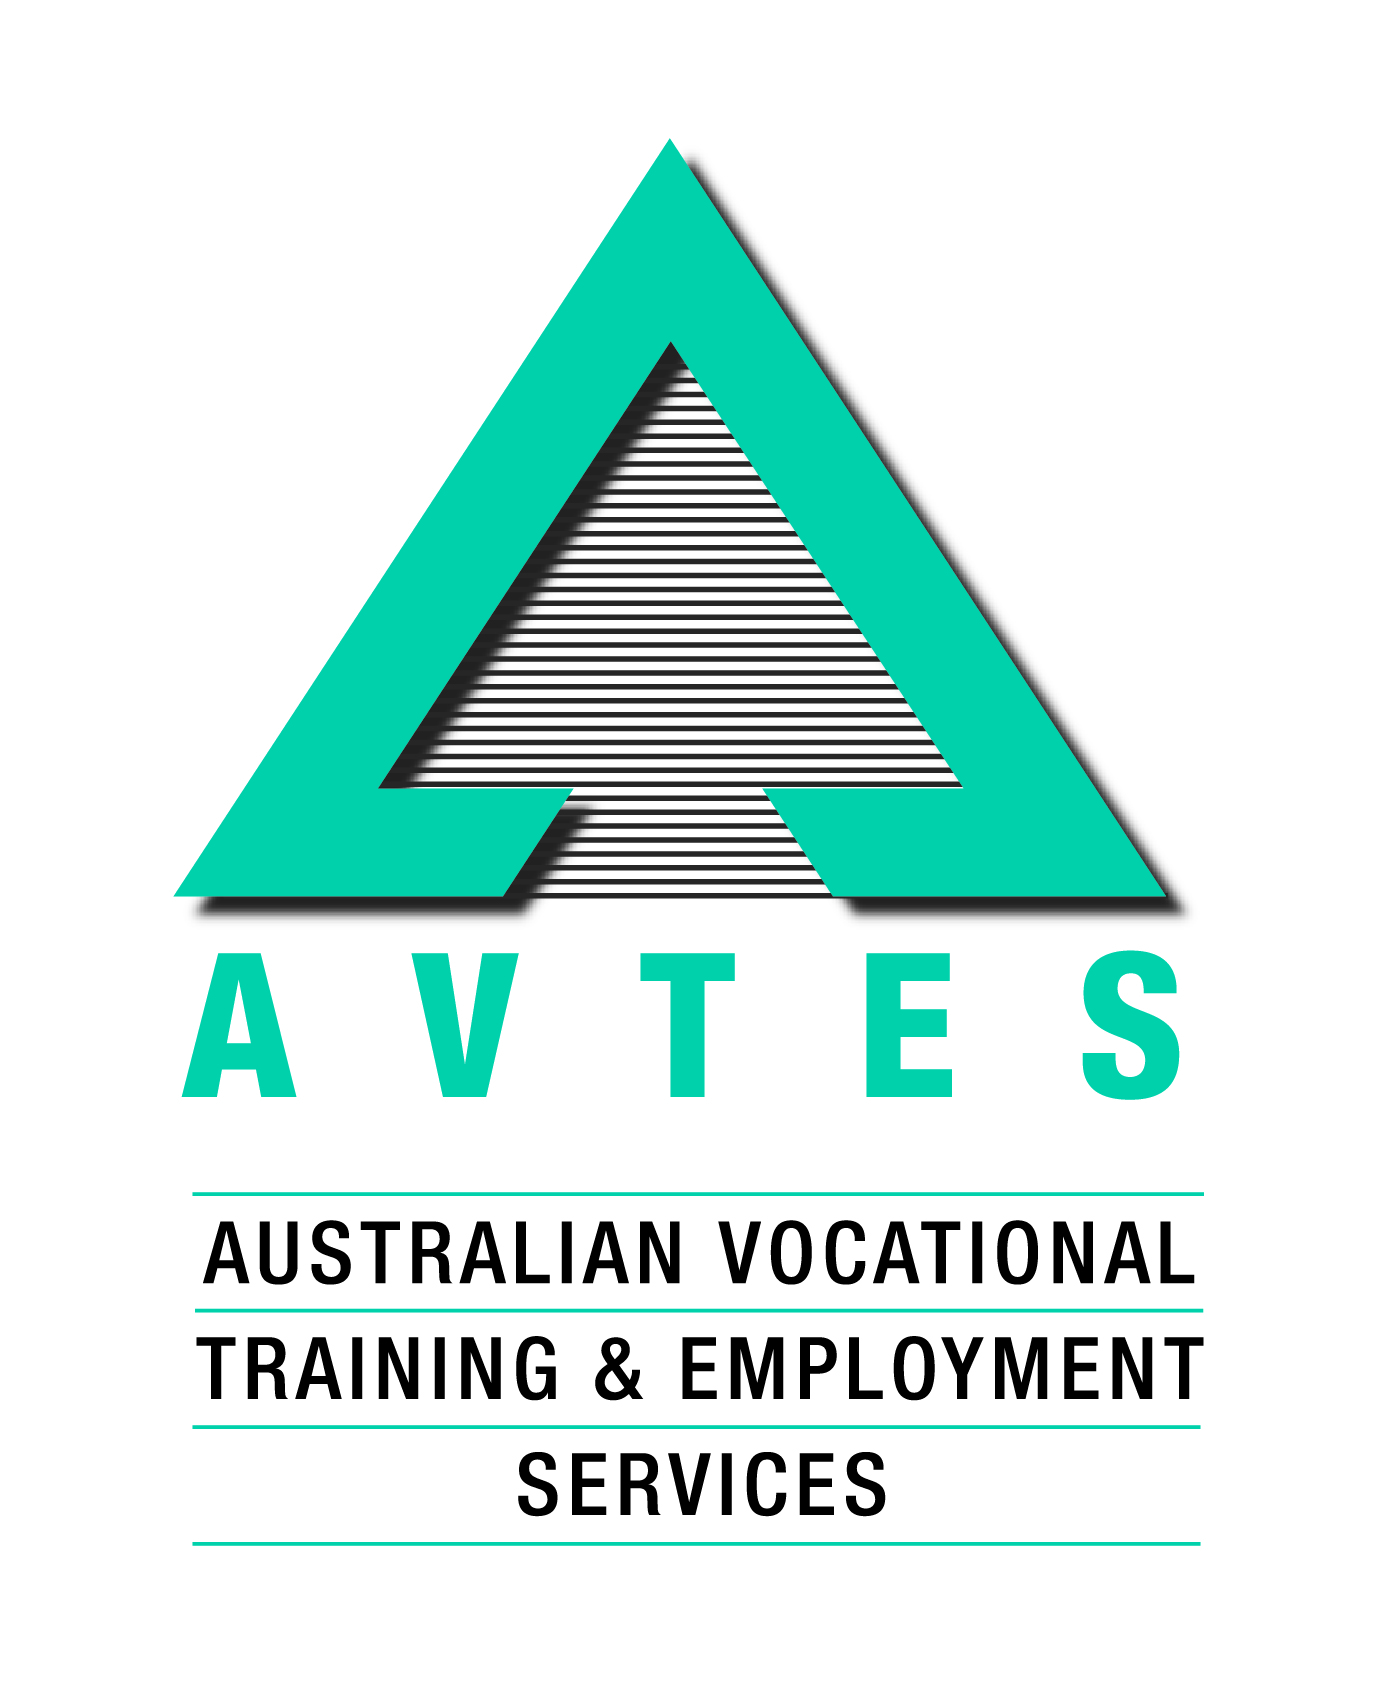 AVTES
AUSTRALIAN VOCATIONAL
TRAINING & EMPLOYMENT
SERVICES